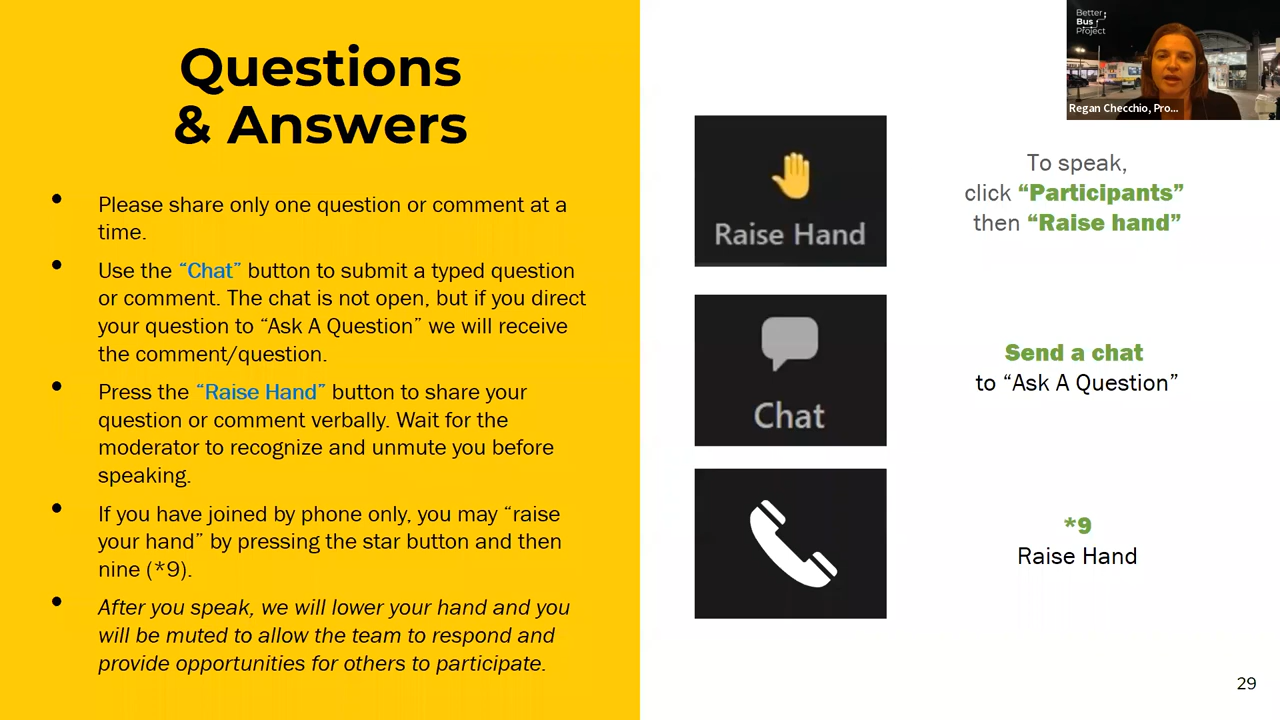 Questions
& Answers
• Please share only one question or comment at a
time.
• Use the “Chat” button to submit a typed question
or comment. The chat is not open, but if you direct
your question to “Ask A Question” we will receive
the comment/question.
• Press the “Raise Hand” button to share your
question or comment verbally. Wait for the
moderator to recognize and unmute you before
speaking.
• If you have joined by phone only, you may “raise
your hand” by pressing the star button and then
nine (*9).
• After you speak, we will lower your hand and you
will be muted to allow the team to respond and
provide opportunities for others to participate.
Raise Hand
To speak,
click “Participants”
then “Raise hand”
Chat
Send a chat
to “Ask A Question”
*9
Raise Hand
Better
Bus
Project
Regan Checchio, Pro...
29